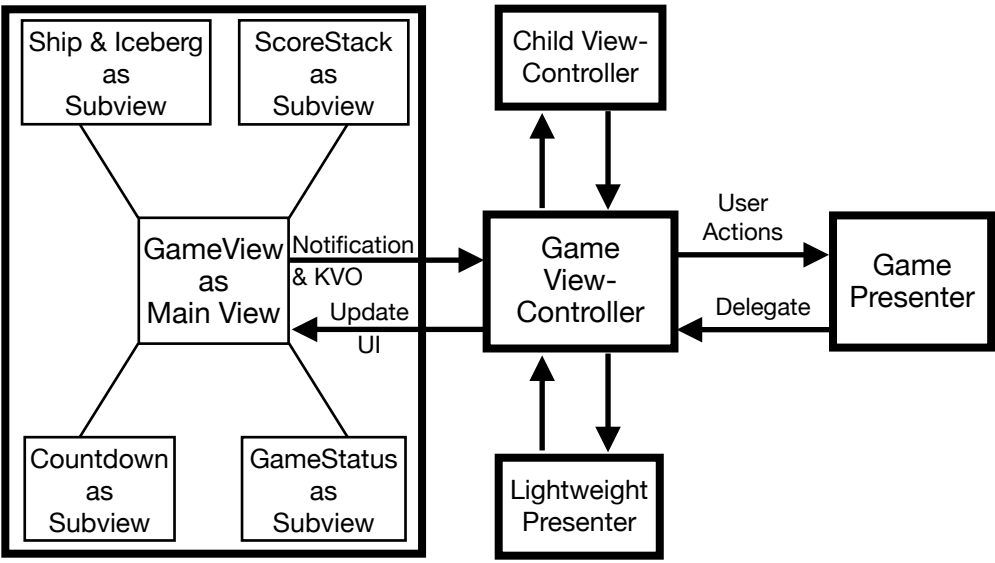 Ship & Iceberg
as
Subview
ScoreStack
as
Subview
GameView
as
Main View
Countdown
as
Subview
GameStatus
as
Subview
Notification
& KVO
Update
UI
Child View-
Controller
Game
View-
Controller
Lightweight
Presenter
User
Actions
Delegate
Game
Presenter